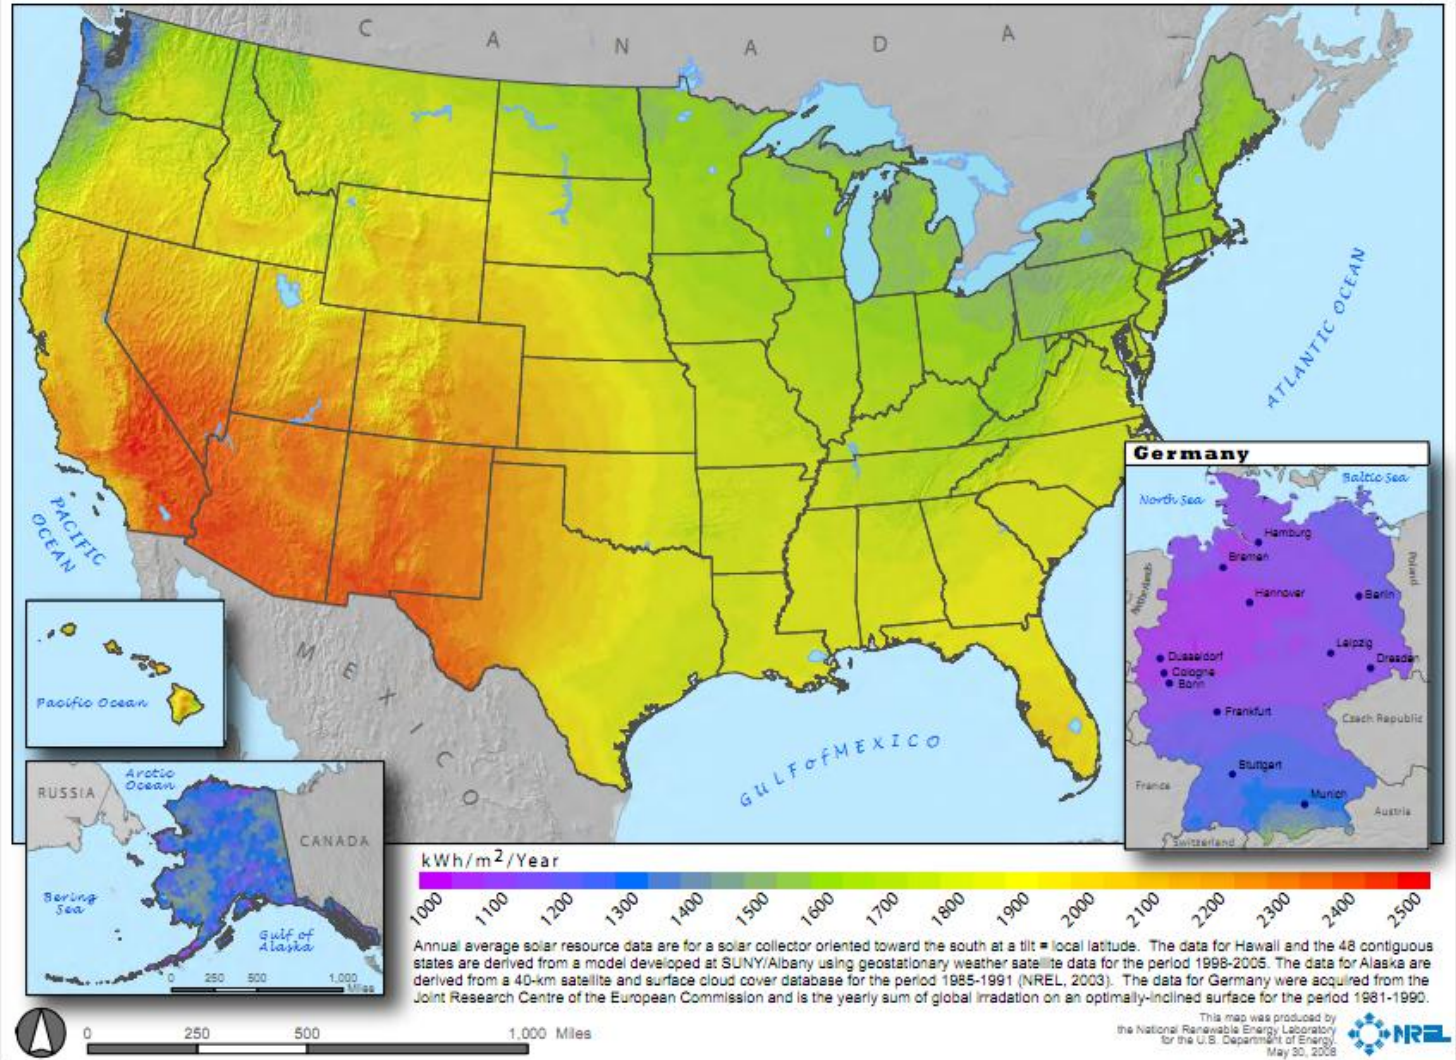 C A N A D A
ATLANTIC OCEAN
PACIFIC
OCEAN
MEXICO
GULF of MEXICO
Pacific Ocean
RUSSIA
Arctic
Ocean
CANADA
Bering
Sea
Gulf of
Alaska
0 250 500 1,000
Miles
Germany
North Sea
Baltic Sea
Hamburg
Bremen
Netherlands
Poland
Hannover
Berlin
Leipzig
Dusseldorf
Dresden
Cologne
Bonn
Frankfurt
Czech Republic
Stuttgart
France
Munich
Austria
Switzerland
kWh/m²/Year
1000 1100 1200 1300 1400 1500 1600 1700 1800 1900 2000 2100 2200 2300 2400 2500
Annual average solar resource data are for a solar collector oriented toward the south at a tilt = local latitude. The data for Hawaii and the 48 contiguous
states are derived from a model developed at SUNY/Albany using geostationary weather satellite data for the period 1998-2005. The data for Alaska are
derived from a 40-km satellite and surface cloud cover database for the period 1985-1991 (NREL, 2003). The data for Germany were acquired from the
Joint Research Centre of the European Commission and is the yearly sum of global irradation on an optimally-inclined surface for the period 1981-1990.
0 250 500 1,000 Miles
This map was produced by
the National Renewable Energy Laboratory
for the U.S. Department of Energy.
May 30, 2008
NREL